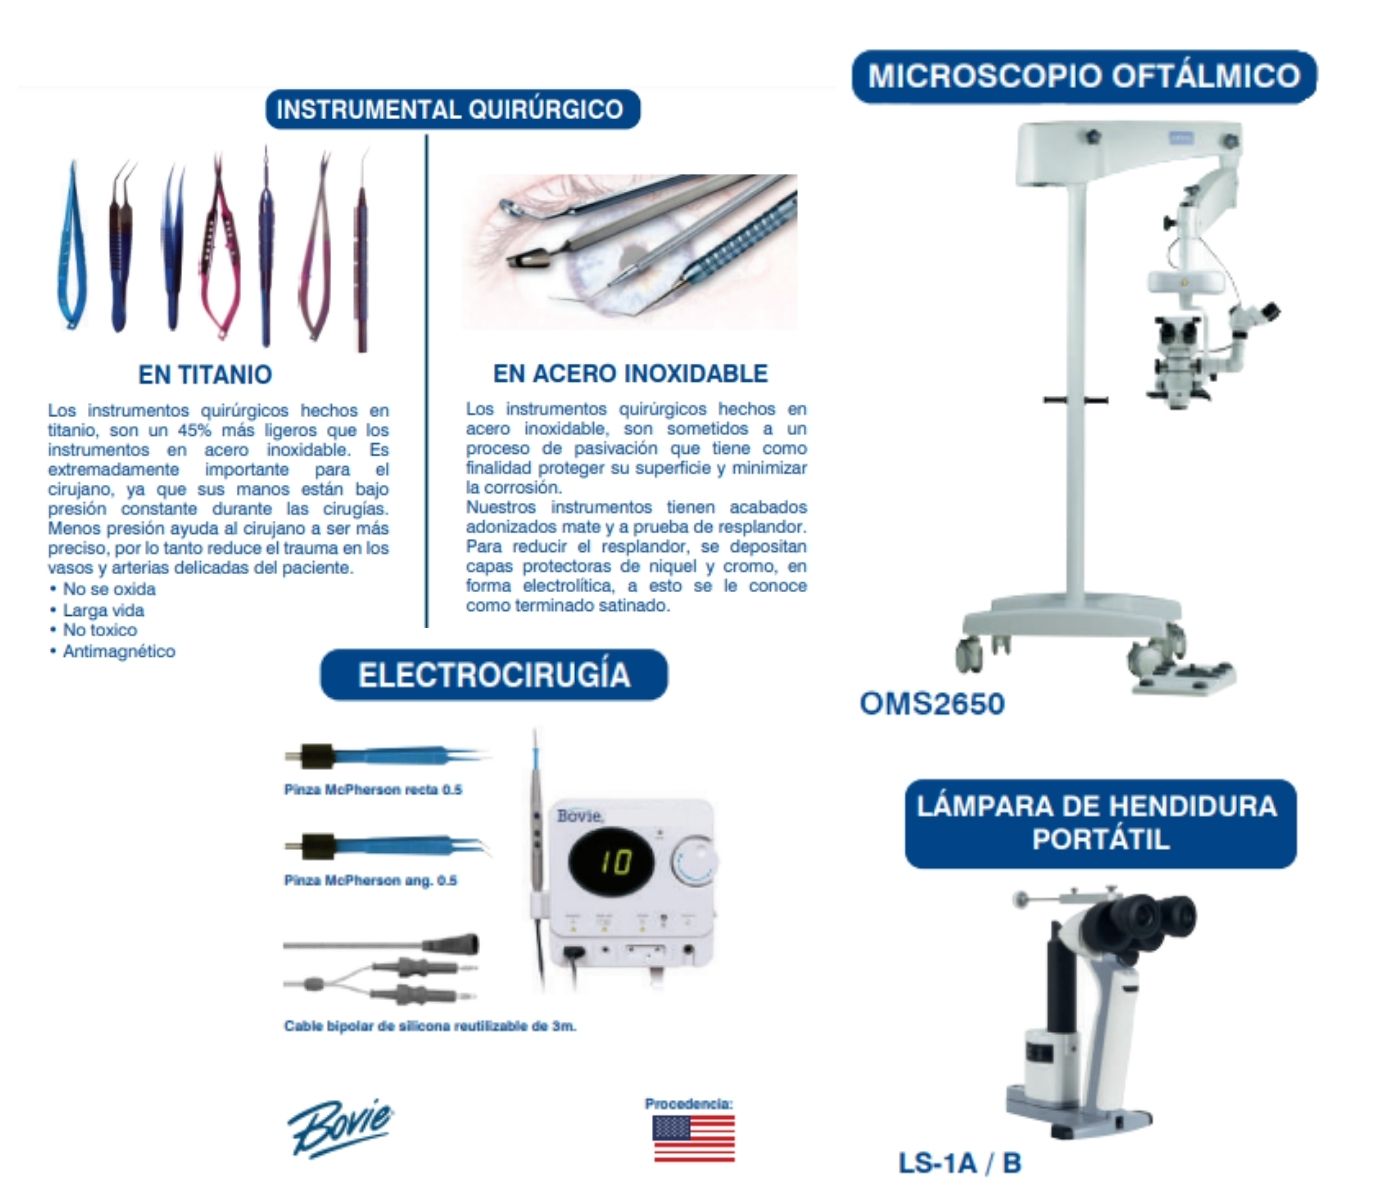 INSTRUMENTAL QUIRÚRGICO
EN TITANIO
Los instrumentos quirúrgicos hechos en
titanio, son un 45% más ligeros que los
instrumentos en acero inoxidable. Es
extremadamente importante para el
cirujano, ya que sus manos están bajo
presión constante durante las cirugías.
Menos presión ayuda al cirujano a ser más
preciso, por lo tanto reduce el trauma en los
vasos y arterias delicadas del paciente.
• No se oxida
• Larga vida
• No toxico
• Antimagnético
EN ACERO INOXIDABLE
Los instrumentos quirúrgicos hechos en
acero inoxidable, son sometidos a un
proceso de pasivación que tiene como
finalidad proteger su superficie y minimizar
la corrosión.
Nuestros instrumentos tienen acabados
adonizados mate y a prueba de resplandor.
Para reducir el resplandor, se depositan
capas protectoras de niquel y cromo, en
forma electrolítica, a esto se le conoce
como terminado satinado.
ELECTROCIRUGÍA
Pinza McPherson recta 0.5
Pinza McPherson ang. 0.5
Cable bipolar de silicona reutilizable de 3m.
Bovie
10
Bovie
Procedencia:
MICROSCOPIO OFTÁLMICO
OMS2650
LÁMPARA DE HENDIDURA
PORTÁTIL
LS-1A / B